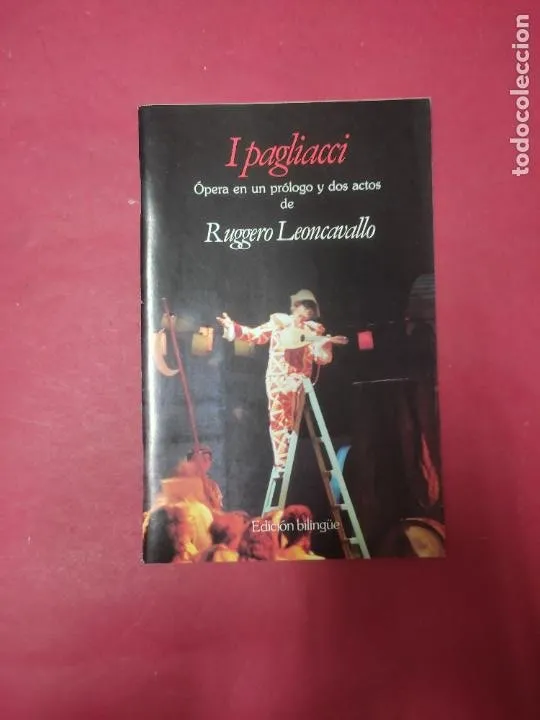 I pagliacci
Ópera en un prólogo y dos actos
de
Ruggero Leoncavallo
Edición bilingüe
todocoleccion